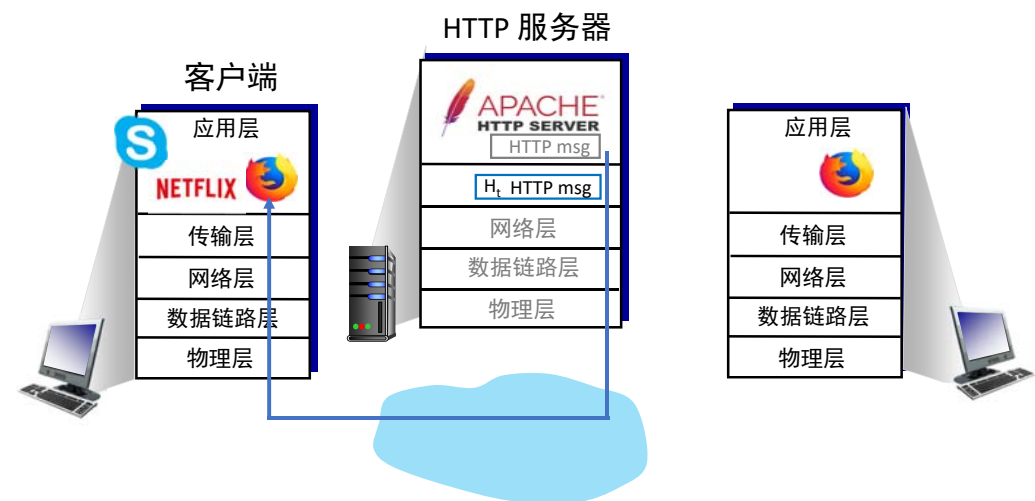 HTTP 服务器
客户端
应用层
S
NETFLIX
传输层
网络层
数据链路层
物理层
APACHE
HTTP SERVER
HTTP msg
Ht HTTP msg
网络层
数据链路层
物理层
应用层
传输层
网络层
数据链路层
物理层